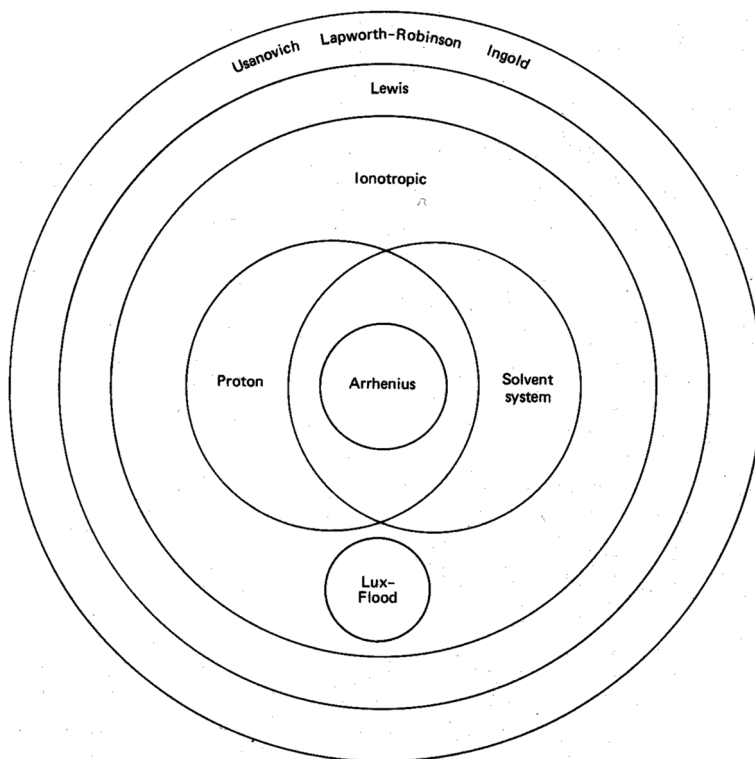 Usanovich Lapworth-Robinson Ingold
Lewis
Ionotropic
Proton
Arrhenius
Solvent
system
Lux-
Flood